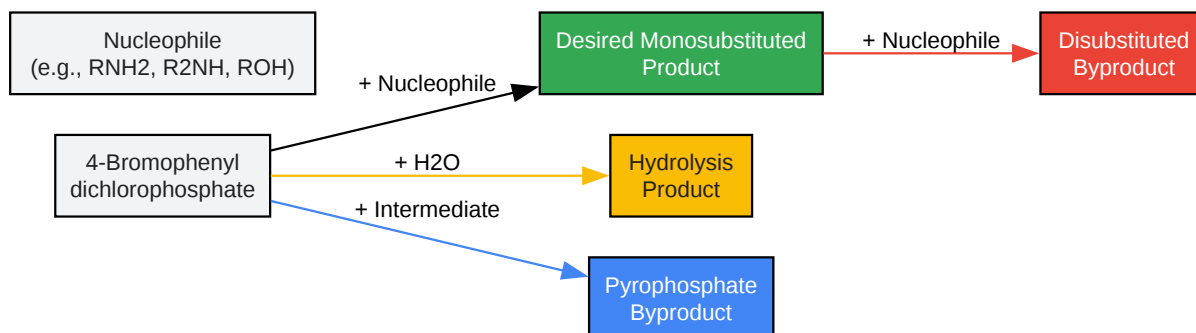 Nucleophile
(e.g., RNH2, R2NH, ROH)
Desired Monosubstituted
Product
+ Nucleophile
Disubstituted
Byproduct
+ Nucleophile
4-Bromophenyl
dichlorophosphate
+ H2O
Hydrolysis
Product
+ Intermediate
Pyrophosphate
Byproduct